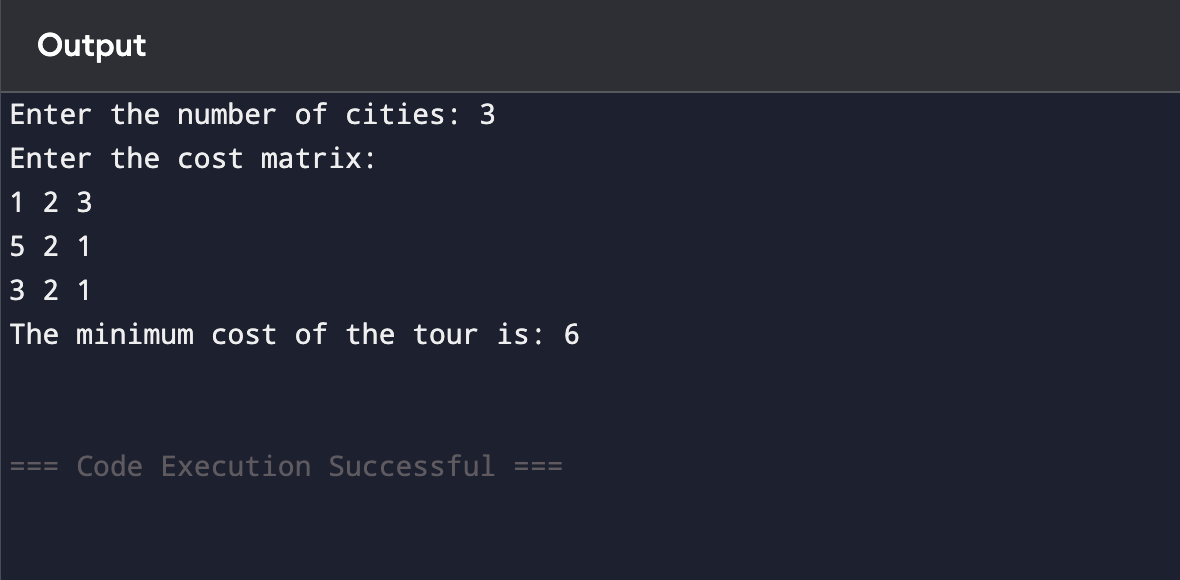 Output
Enter the number of cities: 3
Enter the cost matrix:
1 2 3
5 2 1
3 2 1
The minimum cost of the tour is: 6
=== Code Execution Successful ===